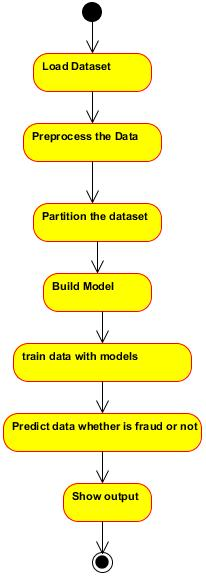 Load Dataset
Preprocess the Data
Partition the dataset
Build Model
train data with models
Predict data whether is fraud or not
Show output